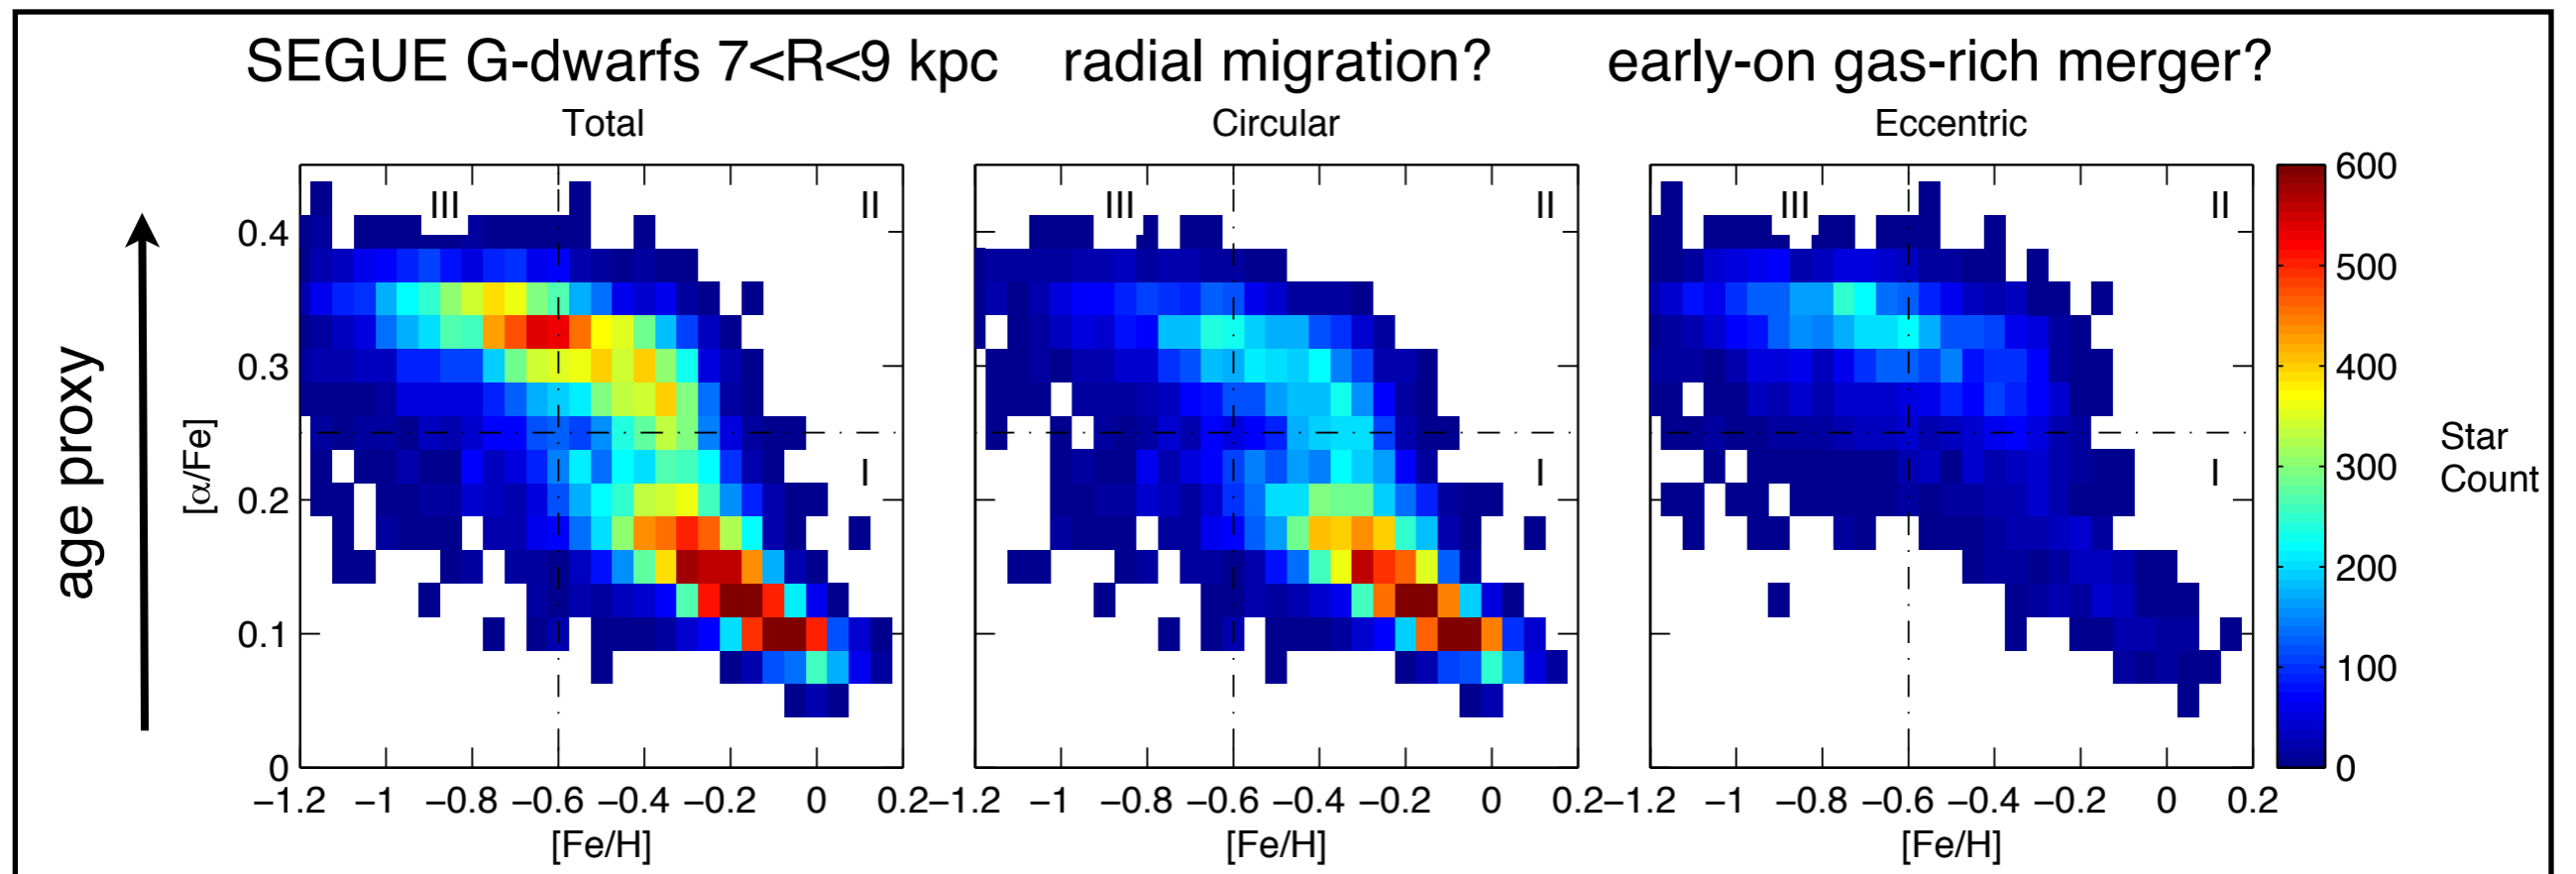 SEGUE G-dwarfs 7<R<9 kpc radial migration? early-on gas-rich merger?
Total Circular Eccentric
age proxy
[α/Fe]
III II III II III II
I I I
0.4
0.3
0.2
0.1
0
−1.2 −1 −0.8 −0.6 −0.4 −0.2 0 0.2 −1.2 −1 −0.8 −0.6 −0.4 −0.2 0 0.2 −1.2 −1 −0.8 −0.6 −0.4 −0.2 0 0.2
[Fe/H] [Fe/H] [Fe/H]
600
500
400
300
200
100
0
Star
Count